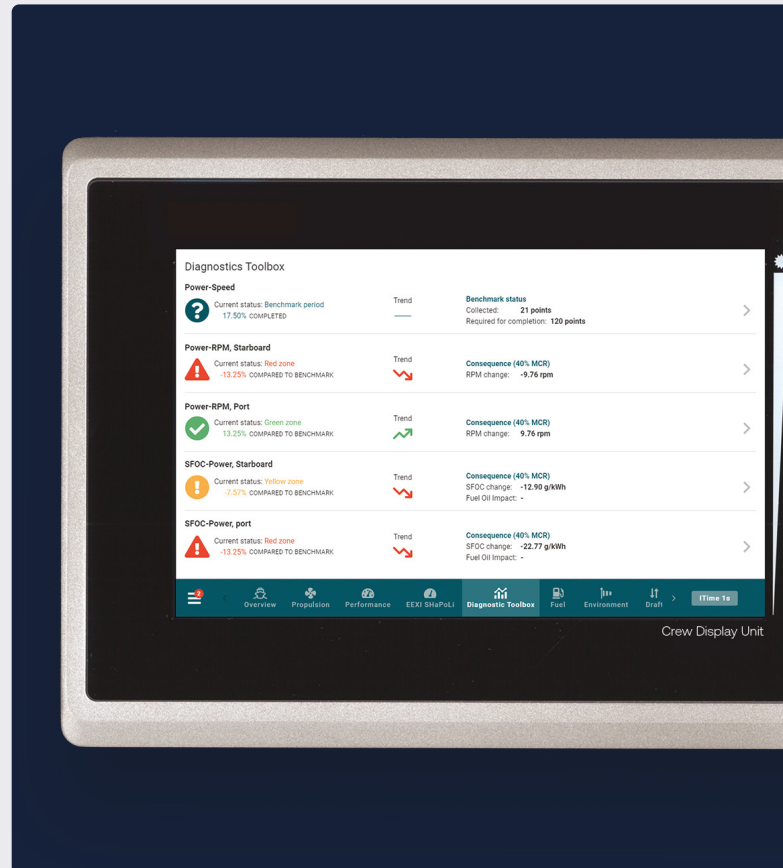 Diagnostics Toolbox
Power-Speed
Current status: Benchmark period
17.50% COMPLETED
Trend
Benchmark status
Collected: 21 points
Required for completion: 120 points
Power-RPM, Starboard
Current status: Red zone
-13.25% COMPARED TO BENCHMARK
Trend
Consequence (40% MCR)
RPM change: -9.76 rpm
Power-RPM, Port
Current status: Green zone
13.25% COMPARED TO BENCHMARK
Trend
Consequence (40% MCR)
RPM change: 9.76 rpm
SFOC-Power, Starboard
Current status: Yellow zone
-7.57% COMPARED TO BENCHMARK
Trend
Consequence (40% MCR)
SFOC change: -12.90 g/kWh
Fuel Oil Impact: -
SFOC-Power, port
Current status: Red zone
-13.25% COMPARED TO BENCHMARK
Trend
Consequence (40% MCR)
SFOC change: -22.77 g/kWh
Fuel Oil Impact: -
2
Overview Propulsion Performance EEXI SHaPoLi Diagnostic Toolbox Fuel Environment Draft ITime 1s
Crew Display Unit